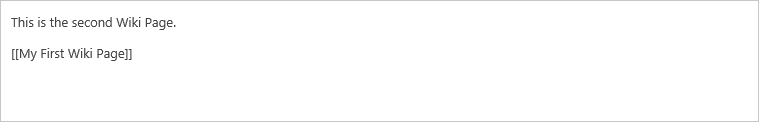 This is the second Wiki Page.
[[My First Wiki Page]]